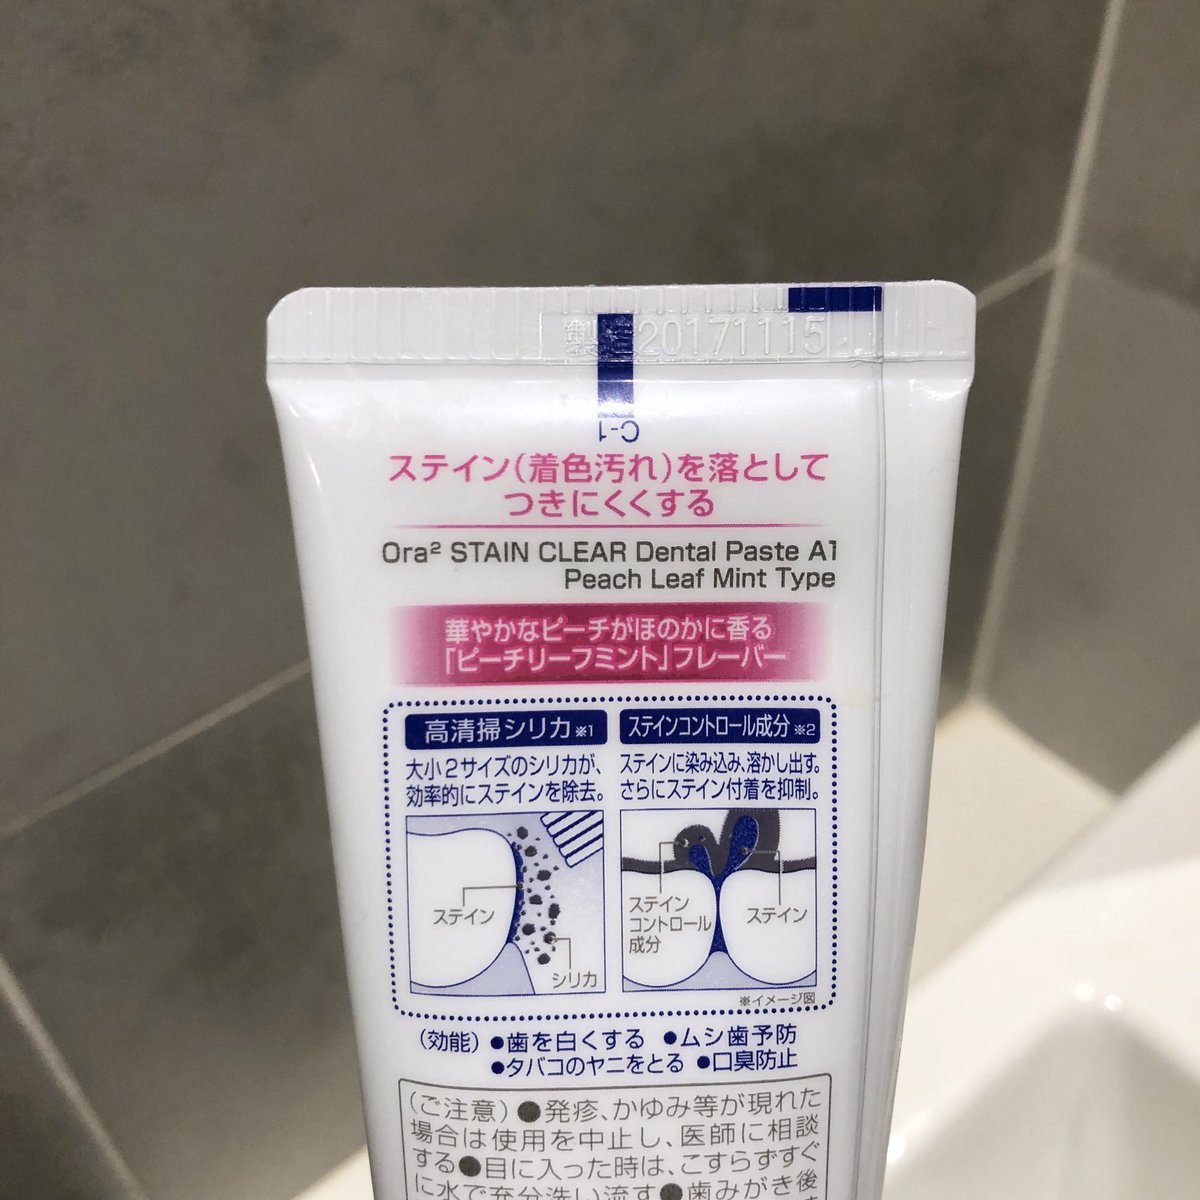 製造20171115
C-1
ステイン(着色汚れ)を落として
つきにくくする
Ora² STAIN CLEAR Dental Paste A1
Peach Leaf Mint Type
華やかなピーチがほのかに香る
「ピーチリーフミント」フレーバー
高清掃シリカ※1
大小2サイズのシリカが、
効率的にステインを除去。
ステイン
シリカ
ステインコントロール成分※2
ステインに染み込み、溶かし出す。
さらにステイン付着を抑制。
ステイン
コントロール
成分
ステイン
※イメージ図
(効能)●歯を白くする ●ムシ歯予防
●タバコのヤニをとる ●口臭防止
(ご注意)●発疹、かゆみ等が現れた
場合は使用を中止し、医師に相談
する●目に入った時は、こすらずすぐ
に水で充分洗い流す●歯みがき後